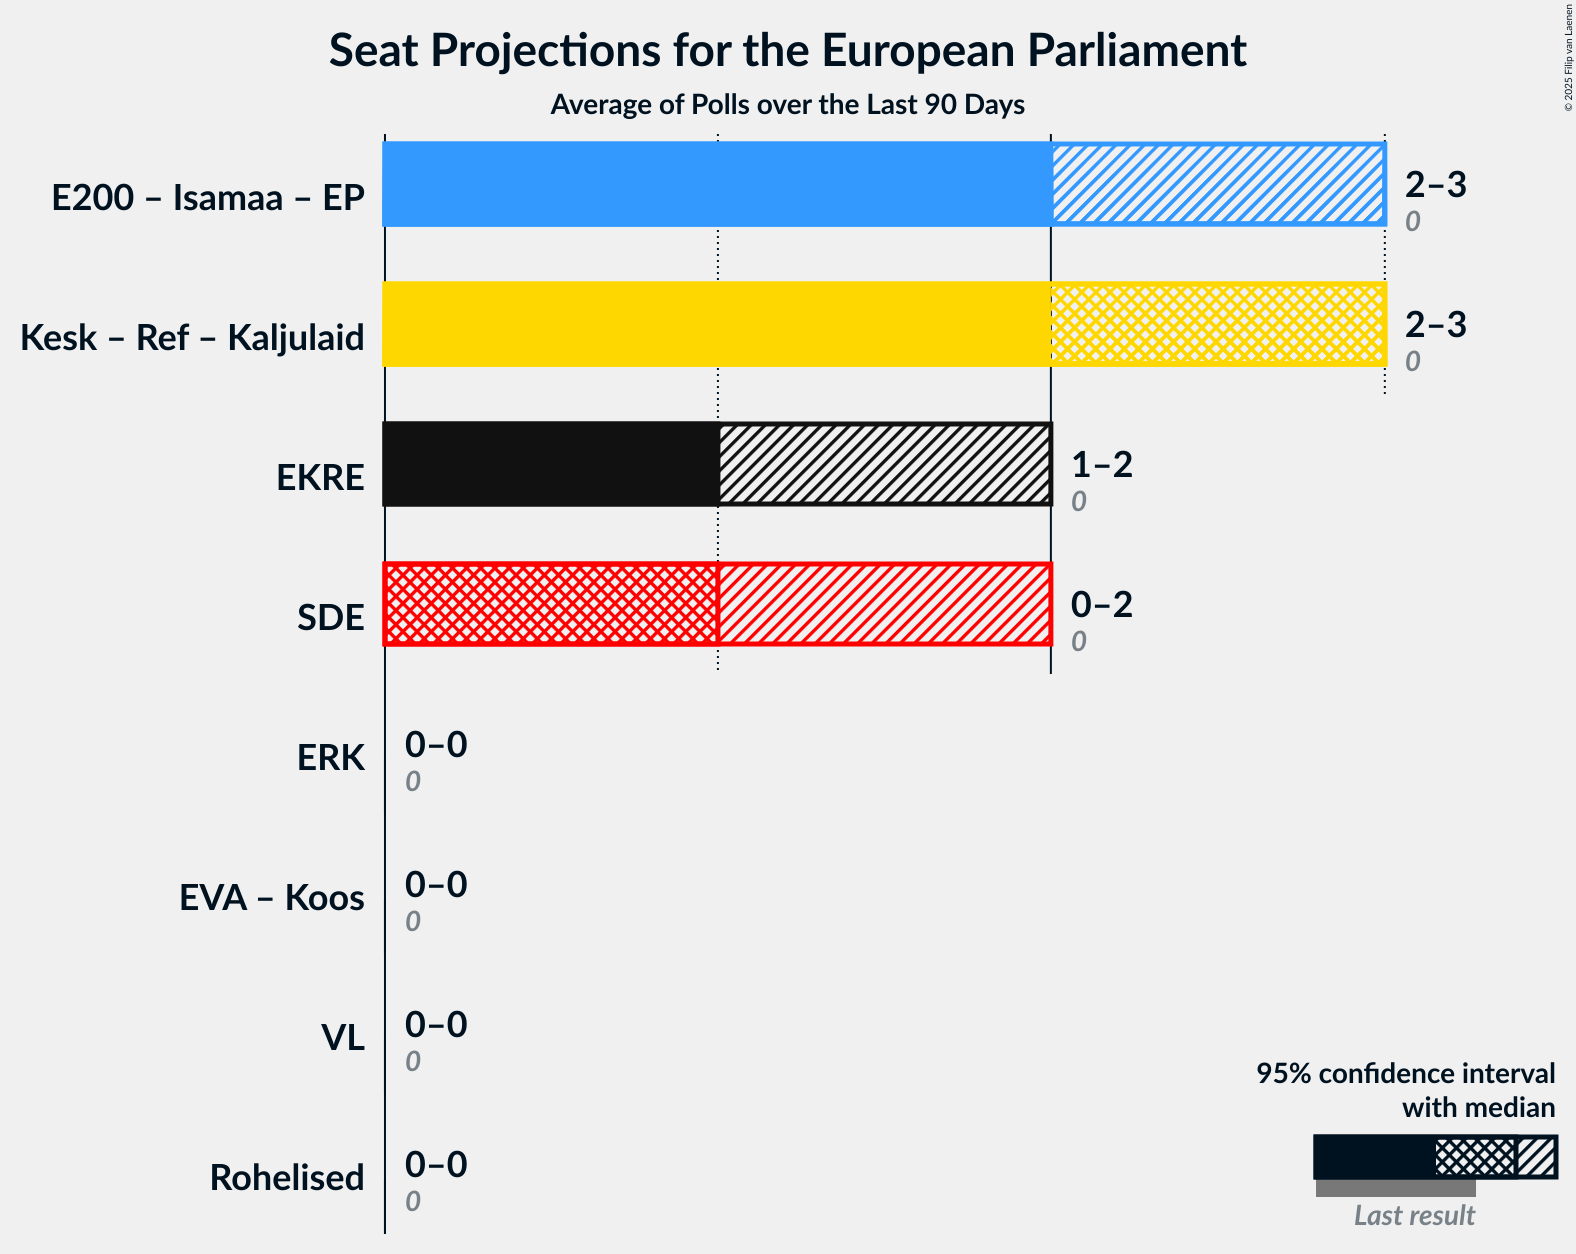 Seat Projections for the European Parliament
Average of Polls over the Last 90 Days
© 2025 Filip van Laenen
E200 – Isamaa – EP
2–3
0
Kesk – Ref – Kaljulaid
2–3
0
EKRE
1–2
0
SDE
0–2
0
ERK
0–0
0
EVA – Koos
0–0
0
VL
0–0
0
Rohelised
0–0
0
95% confidence interval
with median
Last result